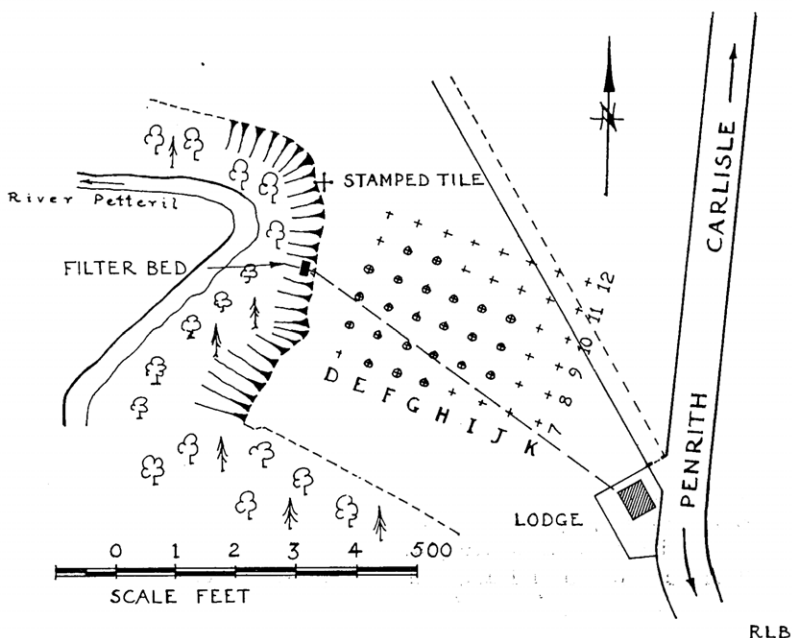 CARLISLE
STAMPED TILE
River Petteril
FILTER BED
12
11
10
9
8
7
D E F G H I J K
PENRITH
LODGE
0 1 2 3 4 500
SCALE FEET
RLB